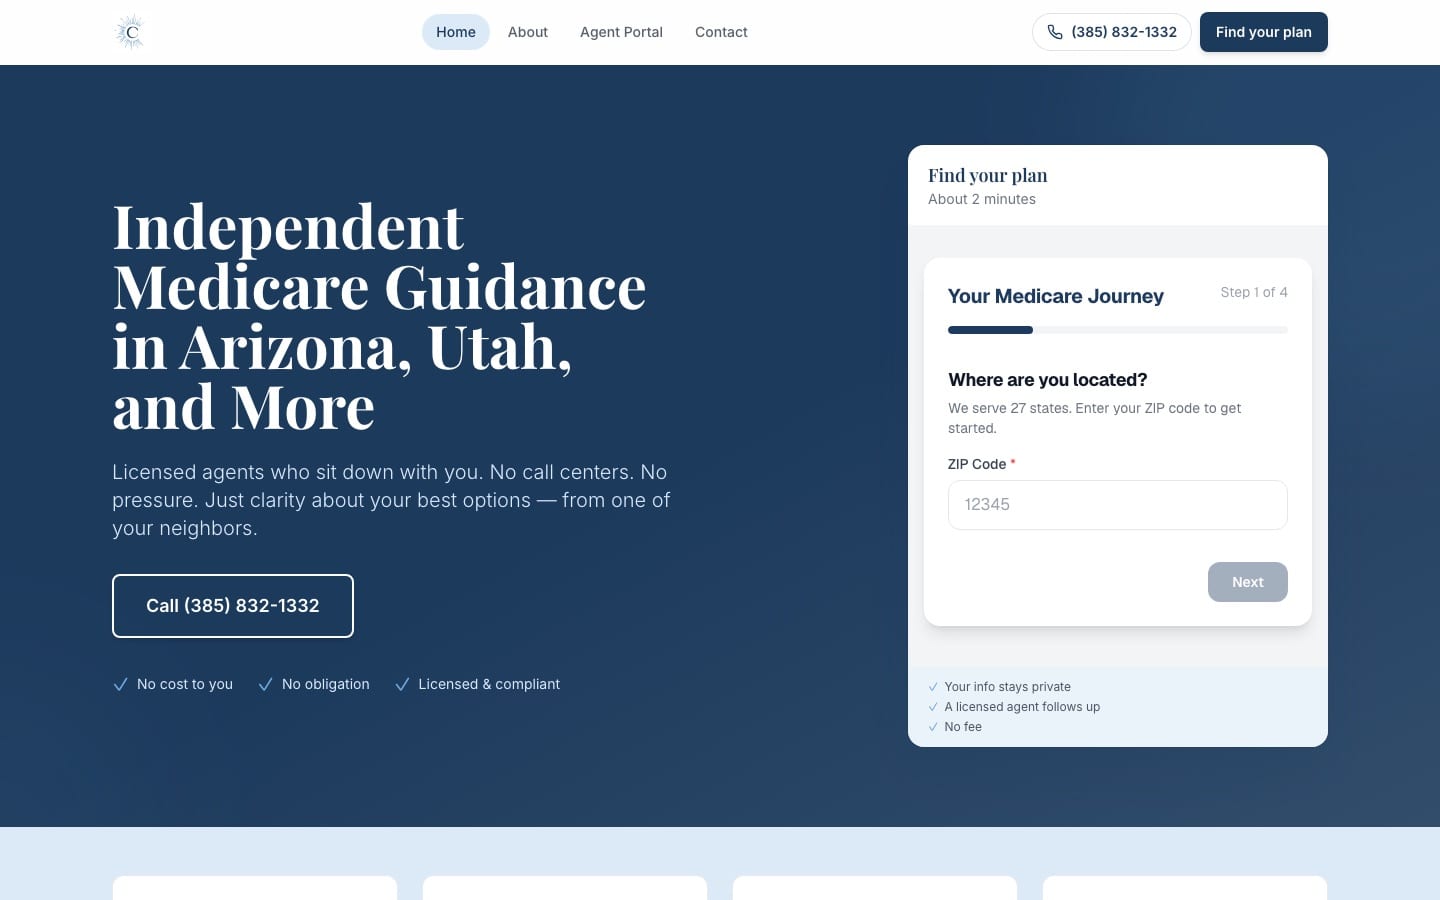 C
Home
About
Agent Portal
Contact
(385) 832-1332
Find your plan
Independent
Medicare Guidance
in Arizona, Utah,
and More
Licensed agents who sit down with you. No call centers. No
pressure. Just clarity about your best options — from one of
your neighbors.
Call (385) 832-1332
No cost to you
No obligation
Licensed & compliant
Find your plan
About 2 minutes
Your Medicare Journey
Step 1 of 4
Where are you located?
We serve 27 states. Enter your ZIP code to get
started.
ZIP Code *
12345
Next
Your info stays private
A licensed agent follows up
No fee